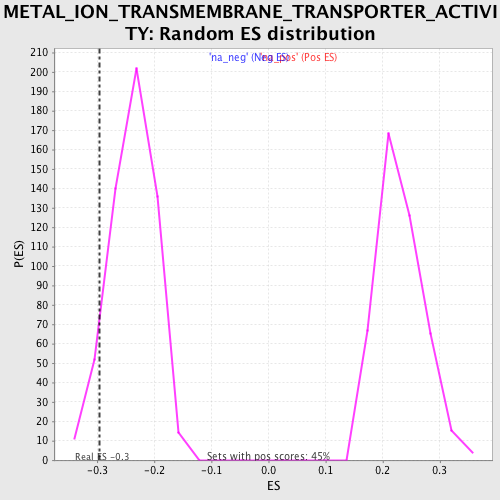 METAL_ION_TRANSMEMBRANE_TRANSPORTER_ACTIVI
TY: Random ES distribution
'na_neg' (Neg ES)
'na_pos' (Pos ES)
210
200
190
180
170
160
150
140
130
120
110
100
90
80
70
60
50
40
30
20
10
0
P(ES)
Real ES -0.3
Sets with pos scores: 45%
-0.3 -0.2 -0.1 0.0 0.1 0.2 0.3
ES